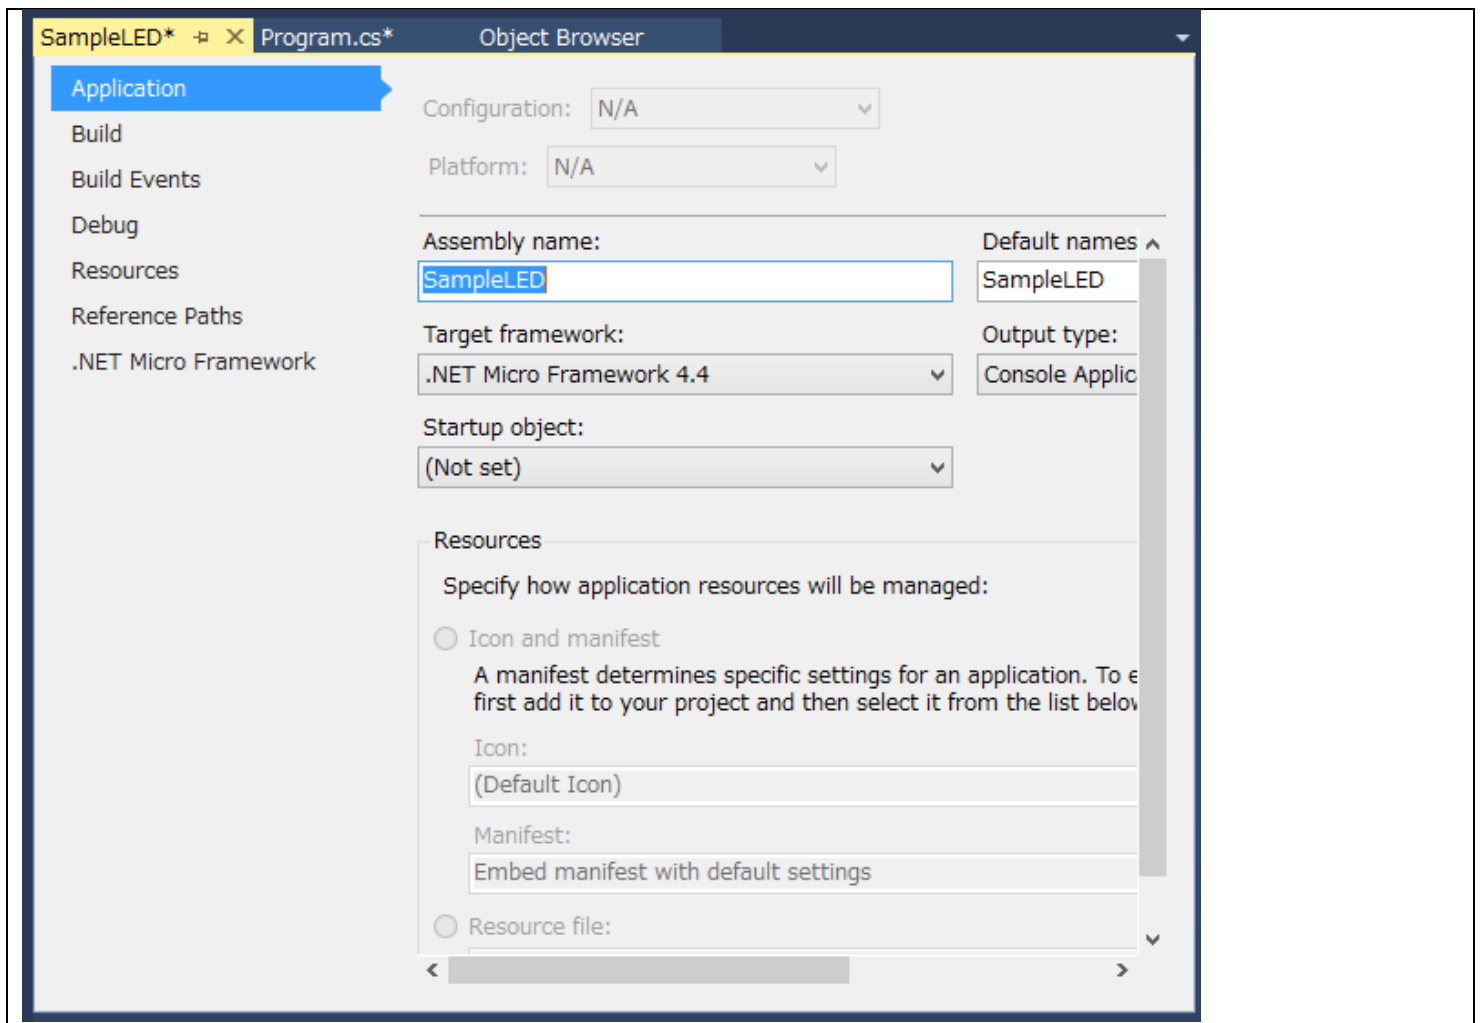 SampleLED* Program.cs* Object Browser
Application
Build
Build Events
Debug
Resources
Reference Paths
.NET Micro Framework
Configuration: N/A
Platform: N/A
Assembly name: Default names
SampleLED SampleLED
Target framework: Output type:
.NET Micro Framework 4.4 Console Applic
Startup object:
(Not set)
Resources
Specify how application resources will be managed:
Icon and manifest
A manifest determines specific settings for an application. To e
first add it to your project and then select it from the list below
Icon:
(Default Icon)
Manifest:
Embed manifest with default settings
Resource file: